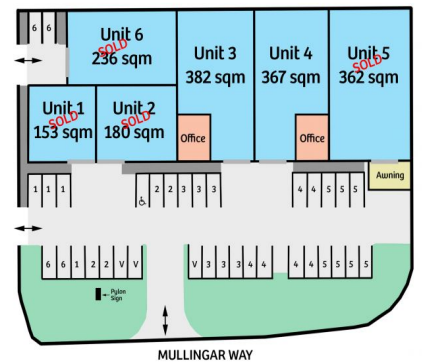 6 6
Unit 6
SOLD
236 sqm
Unit 3
382 sqm
Unit 4
367 sqm
Unit 5
SOLD
362 sqm
Unit 1
SOLD
153 sqm
Unit 2
SOLD
180 sqm
Office
Office
Awning
1 1 1
2 2 3 3 3
4 4 5 5 5
6 6 1 2 2 V V
V 3 3 3 4 4
4 4 5 5 5 5
Pylon
Sign
MULLINGAR WAY